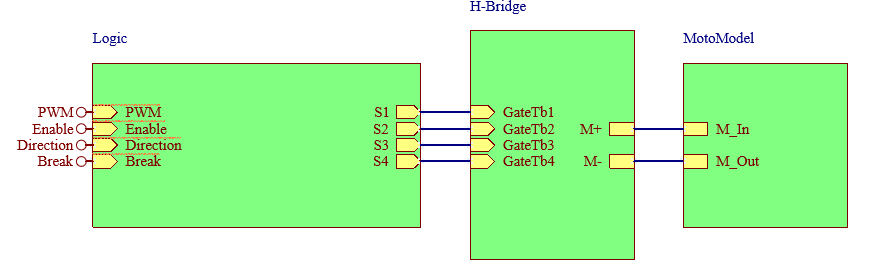 H-Bridge
Logic
MotoModel
PWM PWM S1 GateTb1
Enable Enable S2 GateTb2 M+ M_In
Direction Direction S3 GateTb3
Break Break S4 GateTb4 M- M_Out